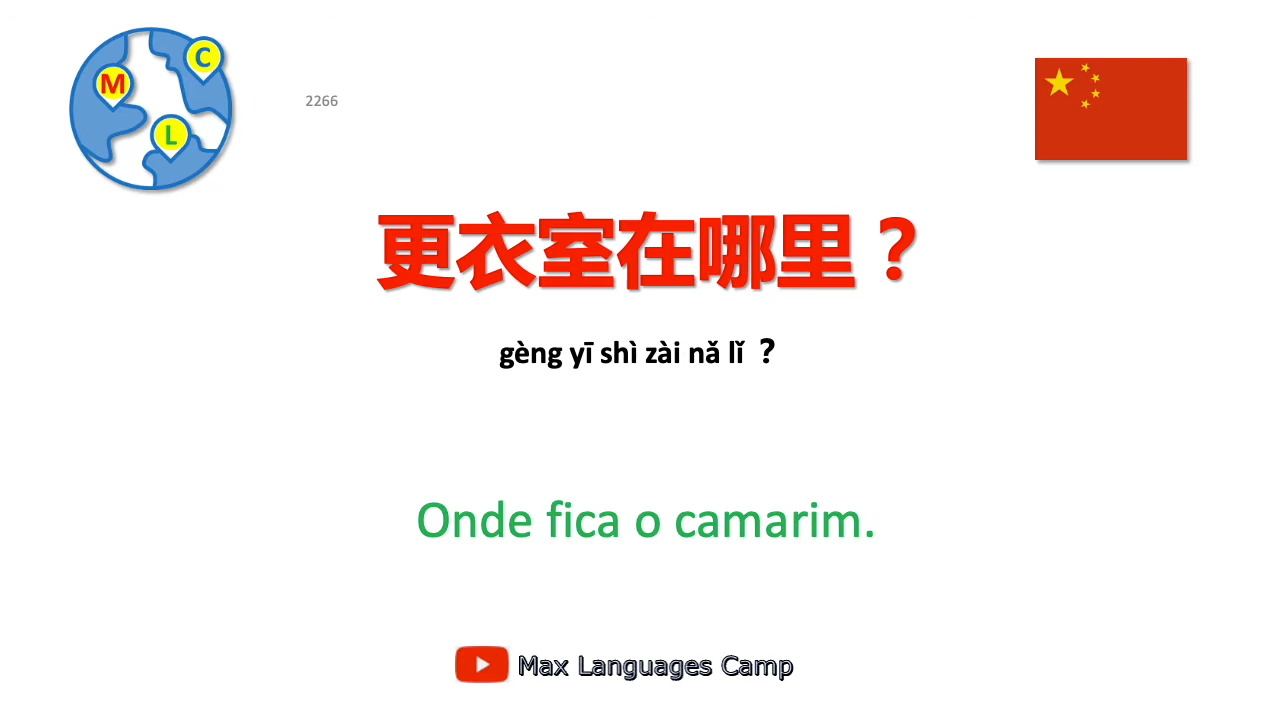 C
M
L
2266
更衣室在哪里？
gèng yī shì zài nǎ lǐ ？
Onde fica o camarim.
Max Languages Camp